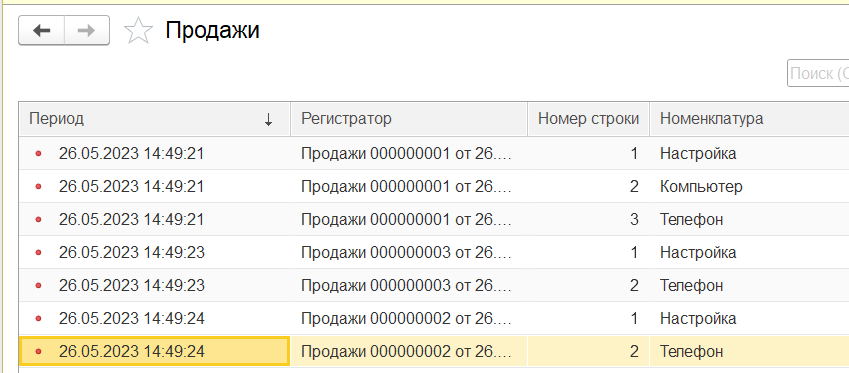 Продажи
Поиск (С
Период ↓ Регистратор Номер строки Номенклатура
26.05.2023 14:49:21 Продажи 000000001 от 26.... 1 Настройка
26.05.2023 14:49:21 Продажи 000000001 от 26.... 2 Компьютер
26.05.2023 14:49:21 Продажи 000000001 от 26.... 3 Телефон
26.05.2023 14:49:23 Продажи 000000003 от 26.... 1 Настройка
26.05.2023 14:49:23 Продажи 000000003 от 26.... 2 Телефон
26.05.2023 14:49:24 Продажи 000000002 от 26.... 1 Настройка
26.05.2023 14:49:24 Продажи 000000002 от 26.... 2 Телефон